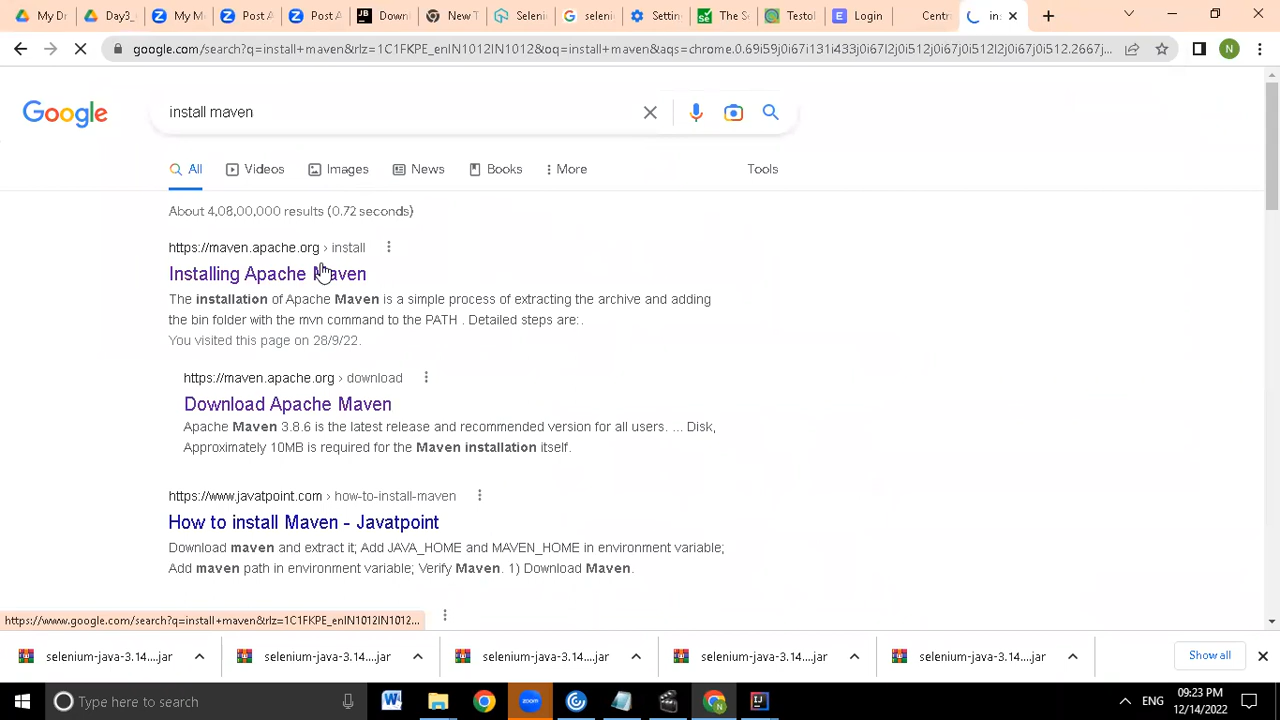 My Dr
Day3_
My M
Post A
Post A
Downl
New T
Seleni
seleni
Settin
The S
Testol
Login
Centr
in:
google.com/search?q=install+maven&rlz=1C1FKPE_enIN1012IN1012&oq=install+maven&aqs=chrome.0.69i59j0i67i131i433j0i67l2j0i512j0i67j0i512l2j0i67j0i512.2667j...
N
Google
install maven
All
Videos
Images
News
Books
More
Tools
About 4,08,00,000 results (0.72 seconds)
https://maven.apache.org › install
Installing Apache Maven
The installation of Apache Maven is a simple process of extracting the archive and adding
the bin folder with the mvn command to the PATH . Detailed steps are:.
You visited this page on 28/9/22.
https://maven.apache.org › download
Download Apache Maven
Apache Maven 3.8.6 is the latest release and recommended version for all users. ... Disk,
Approximately 10MB is required for the Maven installation itself.
https://www.javatpoint.com › how-to-install-maven
How to install Maven - Javatpoint
Download maven and extract it; Add JAVA_HOME and MAVEN_HOME in environment variable;
Add maven path in environment variable; Verify Maven. 1) Download Maven.
https://www.google.com/search?q=install+maven&rlz=1C1FKPE_enIN1012IN1012...
selenium-java-3.14....jar
selenium-java-3.14....jar
selenium-java-3.14....jar
selenium-java-3.14....jar
selenium-java-3.14....jar
Show all
Type here to search
zoom
ENG
09:23 PM
12/14/2022